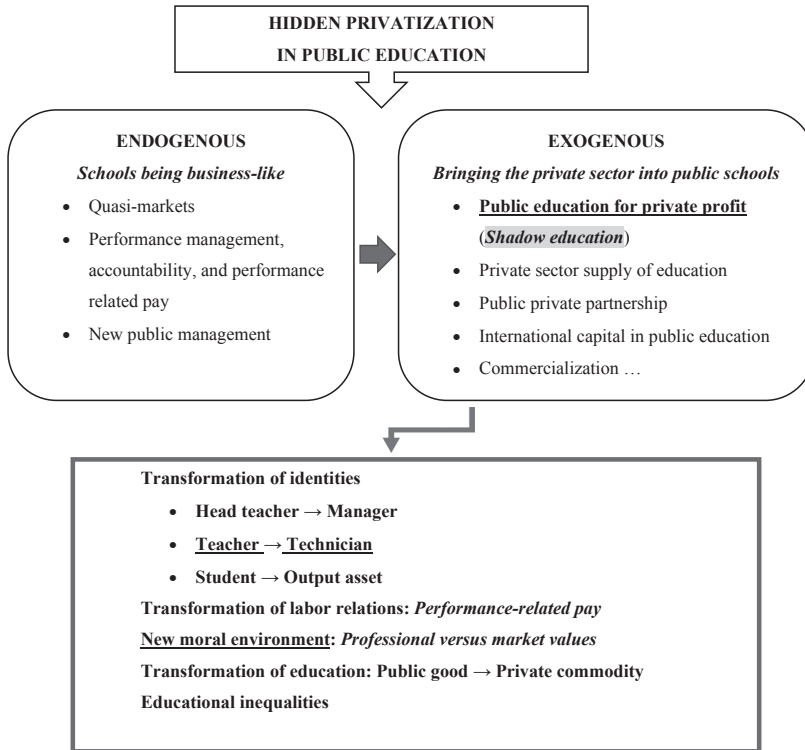 HIDDEN PRIVATIZATION
IN PUBLIC EDUCATION
ENDOGENOUS
Schools being business-like
• Quasi-markets
• Performance management,
accountability, and performance
related pay
• New public management
EXOGENOUS
Bringing the private sector into public schools
• Public education for private profit
(Shadow education)
• Private sector supply of education
• Public private partnership
• International capital in public education
• Commercialization …
Transformation of identities
• Head teacher → Manager
• Teacher → Technician
• Student → Output asset
Transformation of labor relations: Performance-related pay
New moral environment: Professional versus market values
Transformation of education: Public good → Private commodity
Educational inequalities